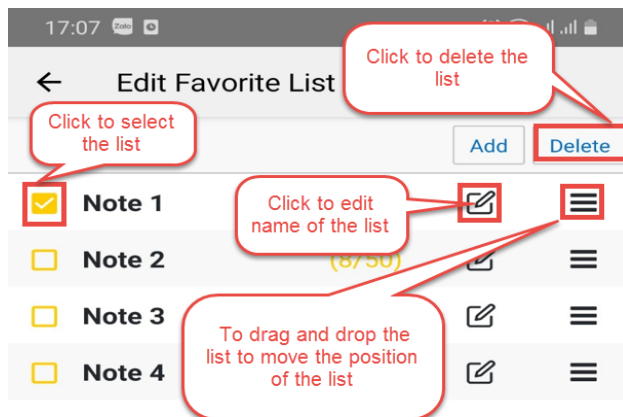 17:07 Zalo
Click to delete the
list
Edit Favorite List
Click to select
the list
Add Delete
Note 1
Click to edit
name of the list
Note 2 (8/50)
Note 3
To drag and drop the
list to move the position
of the list
Note 4